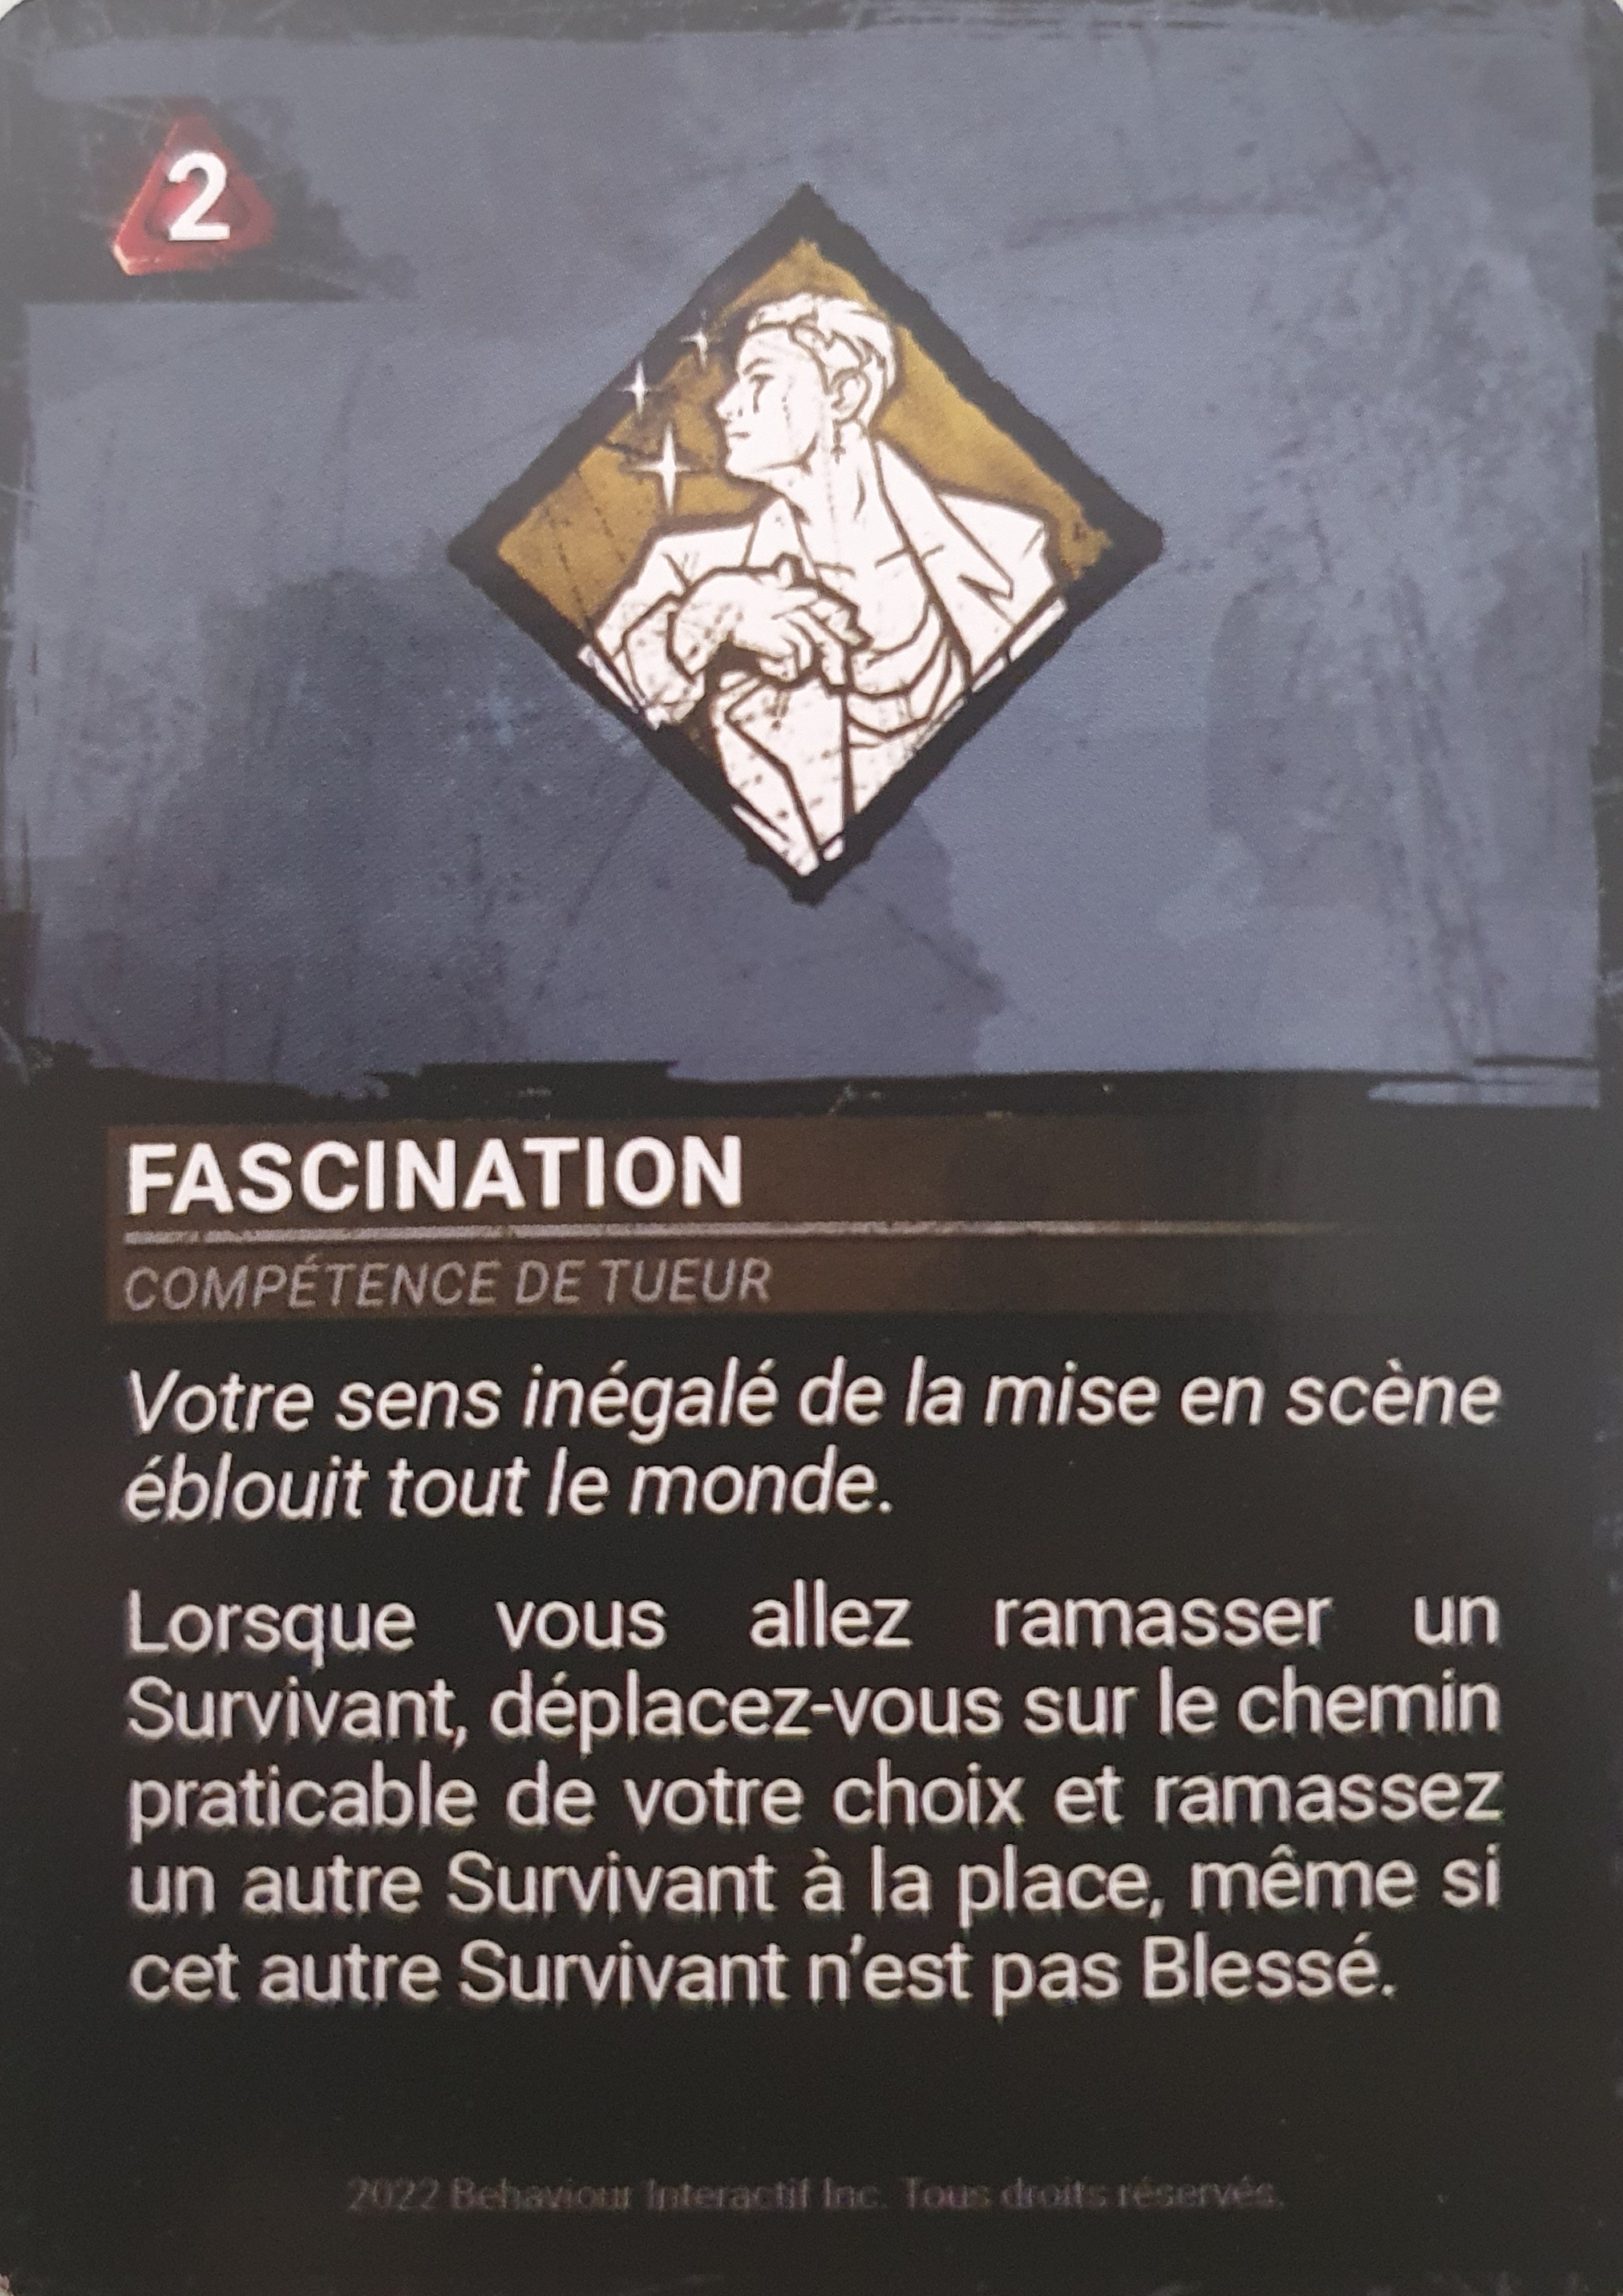 2
FASCINATION
COMPÉTENCE DE TUEUR
Votre sens inégalé de la mise en scène
éblouit tout le monde.
Lorsque vous allez ramasser un
Survivant, déplacez-vous sur le chemin
praticable de votre choix et ramassez
un autre Survivant à la place, même si
cet autre Survivant n'est pas Blessé.
2022 Behaviour Interactif Inc. Tous droits réservés.